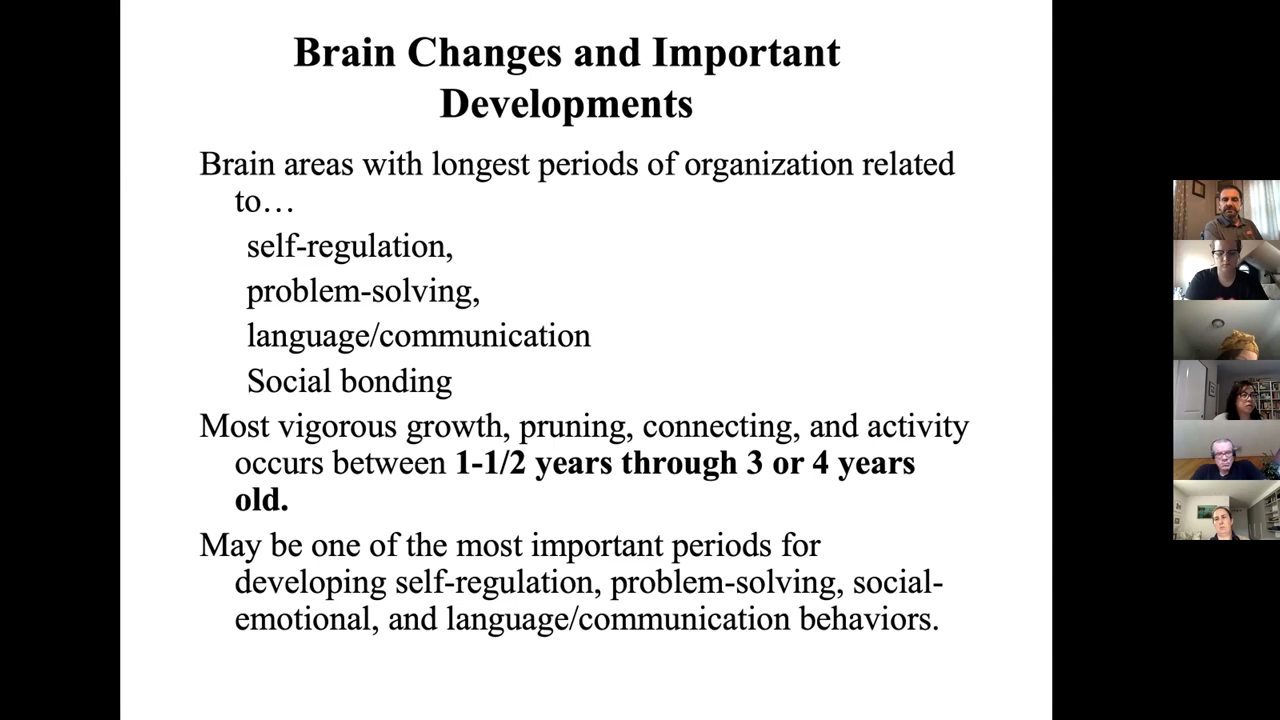 Brain Changes and Important
Developments
Brain areas with longest periods of organization related
to…
self-regulation,
problem-solving,
language/communication
Social bonding
Most vigorous growth, pruning, connecting, and activity
occurs between 1-1/2 years through 3 or 4 years
old.
May be one of the most important periods for
developing self-regulation, problem-solving, social-
emotional, and language/communication behaviors.